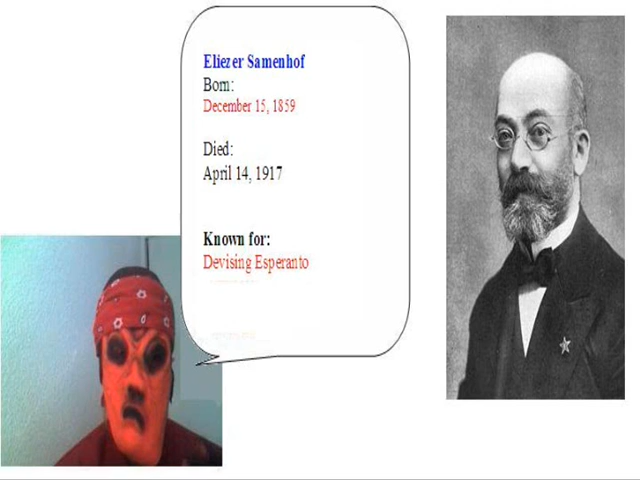 Eliezer Samenhof
Born:
December 15, 1859
Died:
April 14, 1917
Known for:
Devising Esperanto